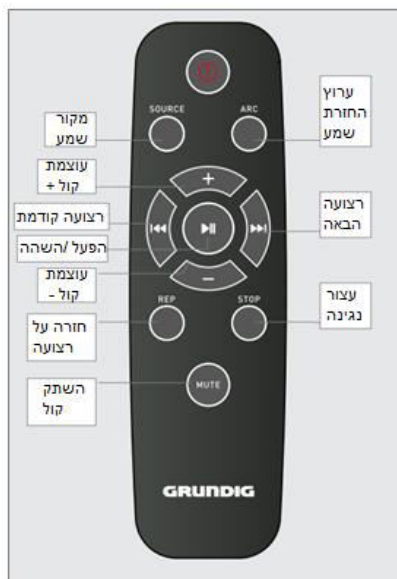 SOURCE
ARC
ערוץ
החזרת
שמע
מקור
שמע
עוצמת
קול +
+
רצועה קודמת
רצועה
הבאה
הפעל /השהה
עוצמת
קול -
-
REP
STOP
חזרה על
רצועה
עצור
נגינה
השתק
קול
MUTE
GRUNDIG